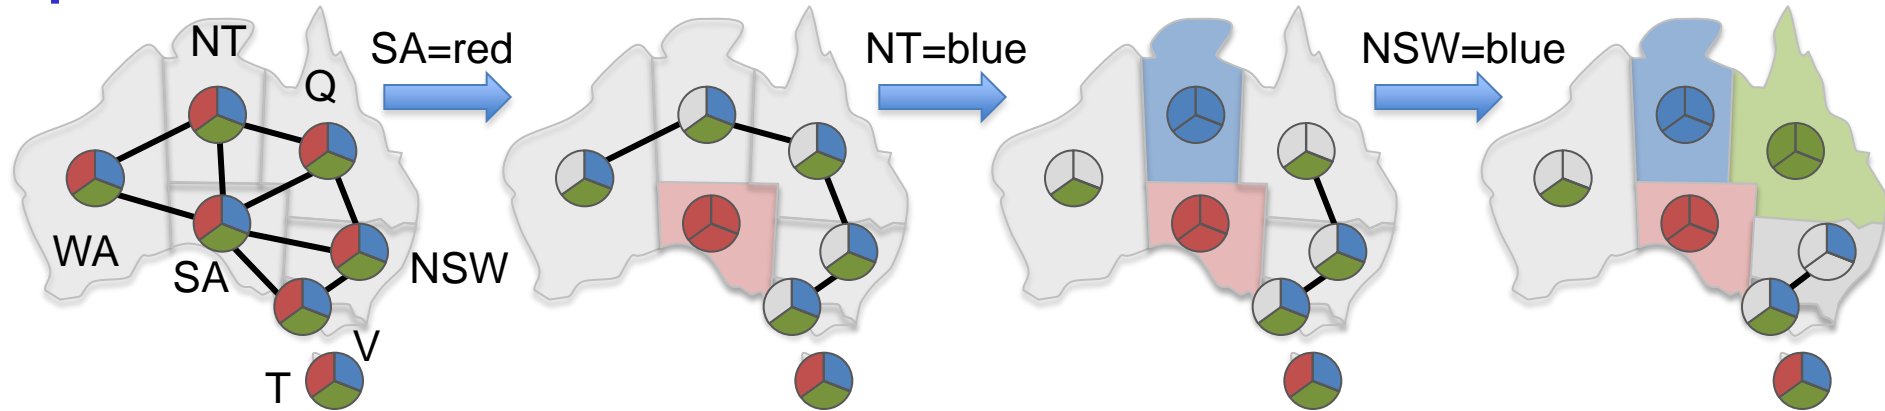 NT
SA=red
NT=blue
NSW=blue
Q
WA
SA
NSW
V
T